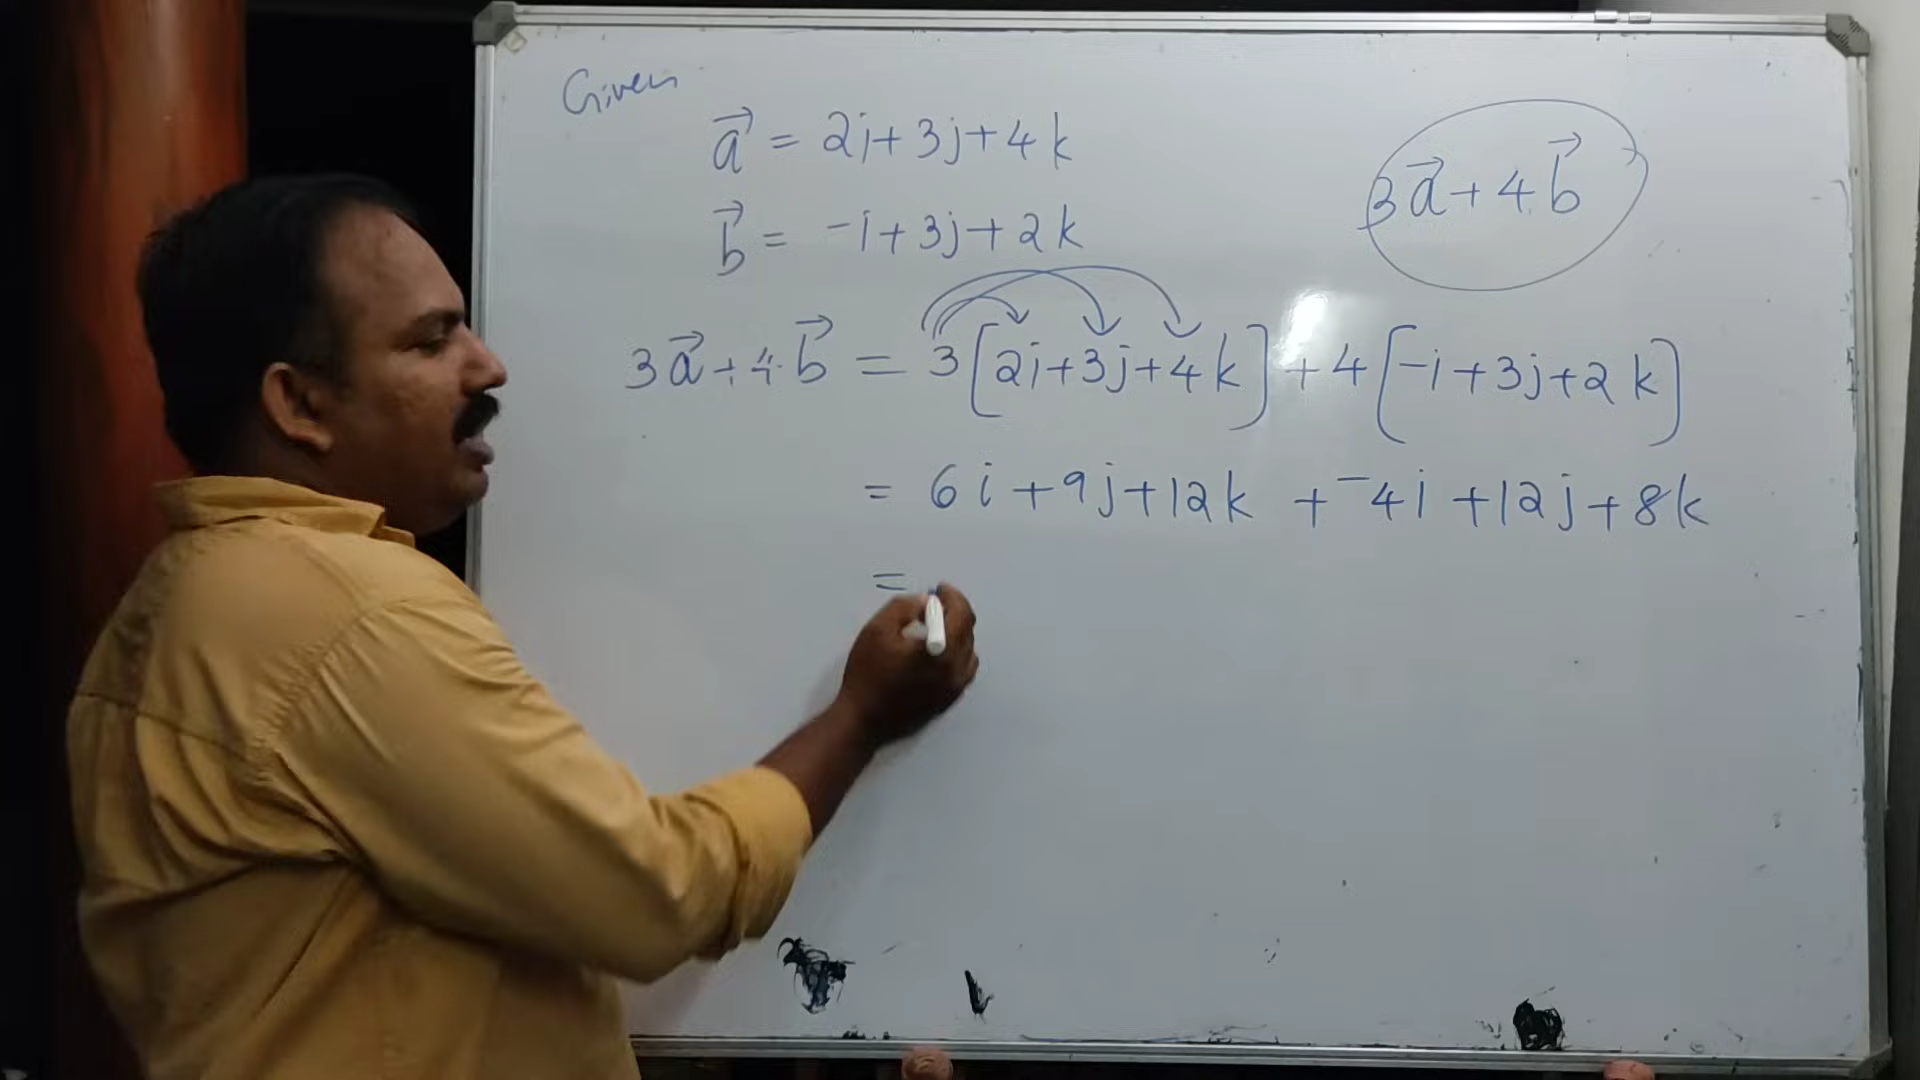 Given
a⃗ = 2i+3j+4k
3a⃗+4b⃗
b⃗ = -i+3j+2k
3a⃗+4b⃗ = 3[2i+3j+4k]+4[-i+3j+2k]
= 6i+9j+12k +-4i+12j+8k
=